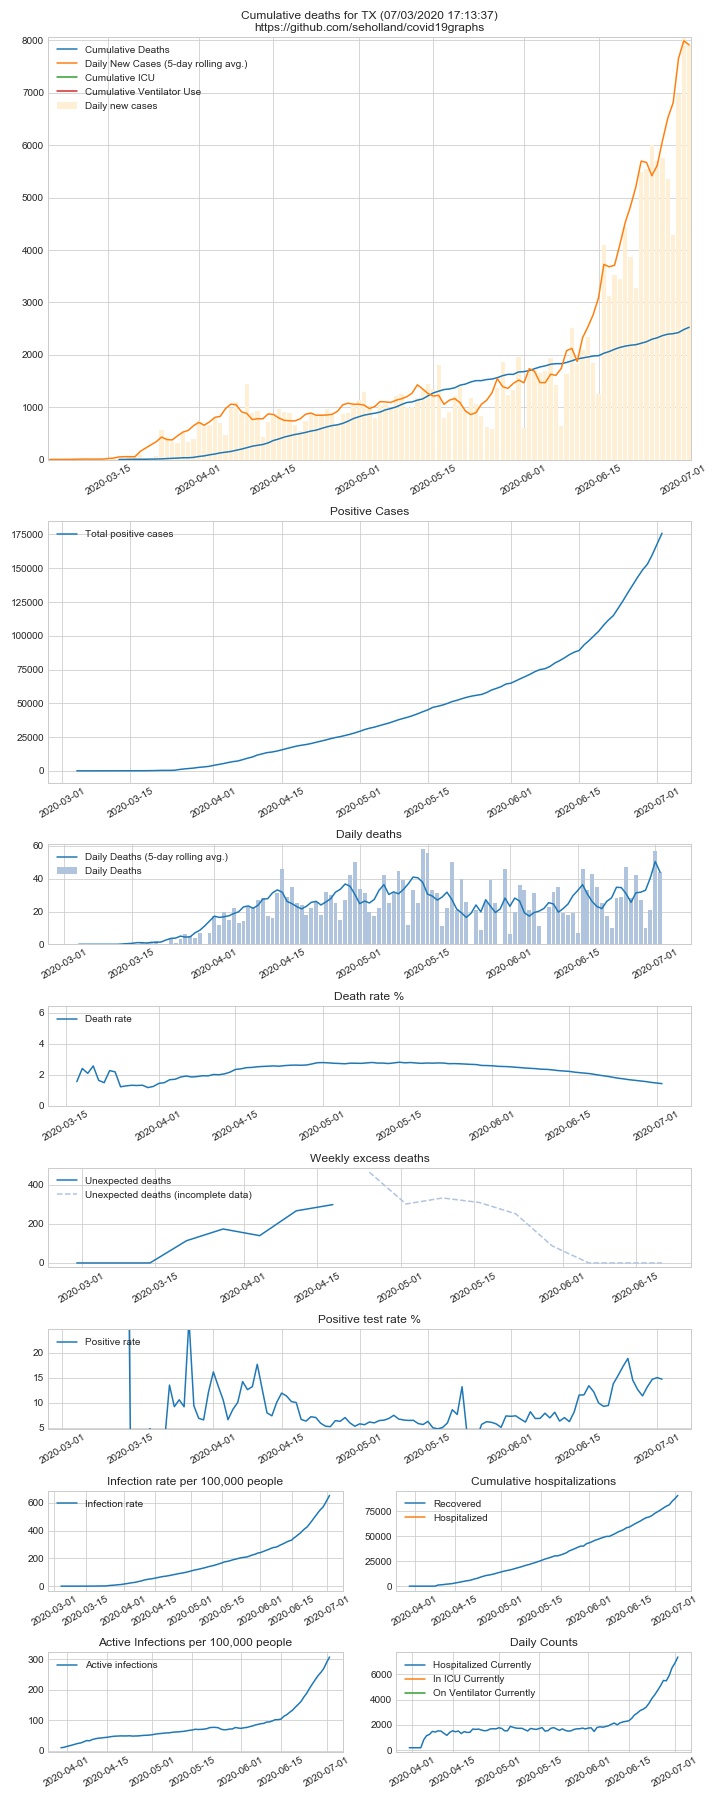 Cumulative deaths for TX (07/03/2020 17:13:37)
https://github.com/seholland/covid19graphs
Cumulative Deaths
Daily New Cases (5-day rolling avg.)
Cumulative ICU
Cumulative Ventilator Use
Daily new cases
8000
7000
6000
5000
4000
3000
2000
1000
0
2020-03-15 2020-04-01 2020-04-15 2020-05-01 2020-05-15 2020-06-01 2020-06-15 2020-07-01
Positive Cases
Total positive cases
175000
150000
125000
100000
75000
50000
25000
0
2020-03-01 2020-03-15 2020-04-01 2020-04-15 2020-05-01 2020-05-15 2020-06-01 2020-06-15 2020-07-01
Daily deaths
Daily Deaths (5-day rolling avg.)
Daily Deaths
60
40
20
0
2020-03-01 2020-03-15 2020-04-01 2020-04-15 2020-05-01 2020-05-15 2020-06-01 2020-06-15 2020-07-01
Death rate %
Death rate
6
4
2
0
2020-03-15 2020-04-01 2020-04-15 2020-05-01 2020-05-15 2020-06-01 2020-06-15 2020-07-01
Weekly excess deaths
Unexpected deaths
Unexpected deaths (incomplete data)
400
200
0
2020-03-01 2020-03-15 2020-04-01 2020-04-15 2020-05-01 2020-05-15 2020-06-01 2020-06-15
Positive test rate %
Positive rate
20
15
10
5
2020-03-01 2020-03-15 2020-04-01 2020-04-15 2020-05-01 2020-05-15 2020-06-01 2020-06-15 2020-07-01
Infection rate per 100,000 people
Infection rate
600
400
200
0
2020-03-01 2020-03-15 2020-04-01 2020-04-15 2020-05-01 2020-05-15 2020-06-01 2020-06-15 2020-07-01
Cumulative hospitalizations
Recovered
Hospitalized
75000
50000
25000
0
2020-04-01 2020-04-15 2020-05-01 2020-05-15 2020-06-01 2020-06-15 2020-07-01
Active Infections per 100,000 people
Active infections
300
200
100
0
2020-04-01 2020-04-15 2020-05-01 2020-05-15 2020-06-01 2020-06-15 2020-07-01
Daily Counts
Hospitalized Currently
In ICU Currently
On Ventilator Currently
6000
4000
2000
0
2020-04-01 2020-04-15 2020-05-01 2020-05-15 2020-06-01 2020-06-15 2020-07-01